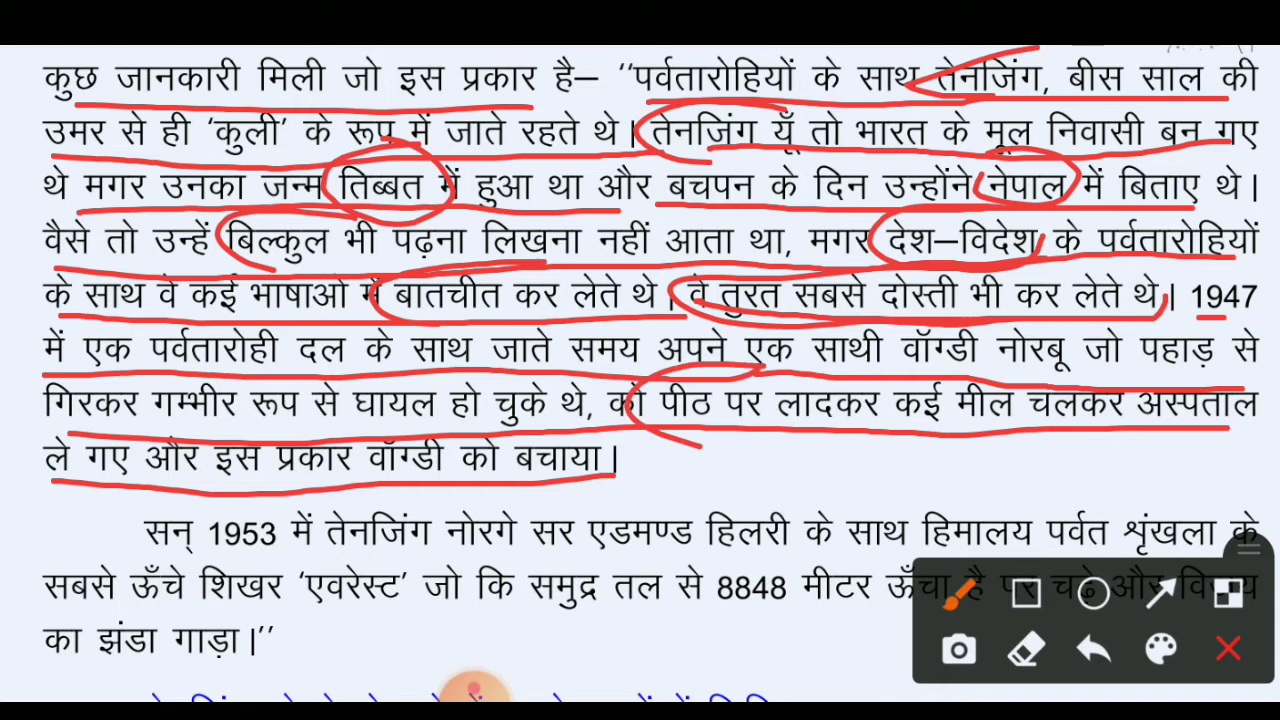 कुछ जानकारी मिली जो इस प्रकार है– ‘‘पर्वतारोहियों के साथ तेनजिंग, बीस साल की
उमर से ही ‘कुली’ के रूप में जाते रहते थे। तेनजिंग यूँ तो भारत के मूल निवासी बन गए
थे मगर उनका जन्म तिब्बत में हुआ था और बचपन के दिन उन्होंने नेपाल में बिताए थे।
वैसे तो उन्हें बिल्कुल भी पढ़ना लिखना नहीं आता था, मगर देश–विदेश के पर्वतारोहियों
के साथ वे कई भाषाओं में बातचीत कर लेते थे। वे तुरत सबसे दोस्ती भी कर लेते थे। 1947
में एक पर्वतारोही दल के साथ जाते समय अपने एक साथी वॉग्डी नोरबू जो पहाड़ से
गिरकर गम्भीर रूप से घायल हो चुके थे, को पीठ पर लादकर कई मील चलकर अस्पताल
ले गए और इस प्रकार वॉग्डी को बचाया।
सन् 1953 में तेनजिंग नोरगे सर एडमण्ड हिलरी के साथ हिमालय पर्वत शृंखला के
सबसे ऊँचे शिखर ‘एवरेस्ट’ जो कि समुद्र तल से 8848 मीटर ऊँचा है पर चढ़े और विजय
का झंडा गाड़ा।’’